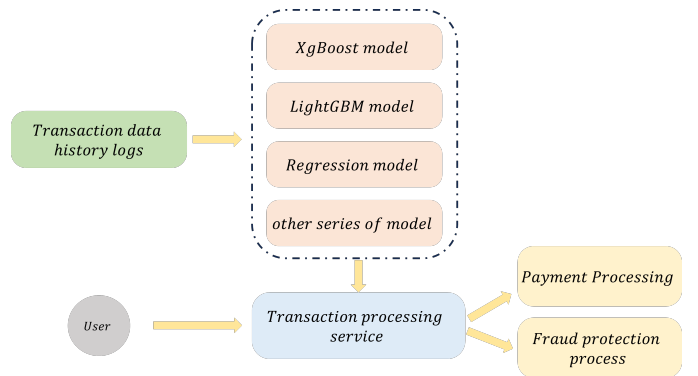 XgBoost model
LightGBM model
Transaction data
history logs
Regression model
other series of model
Payment Processing
User
Transaction processing
service
Fraud protection
process